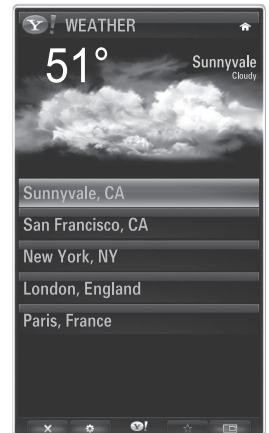 Y! WEATHER
51°
Sunnyvale
Cloudy
Sunnyvale, CA
San Francisco, CA
New York, NY
London, England
Paris, France
Y!